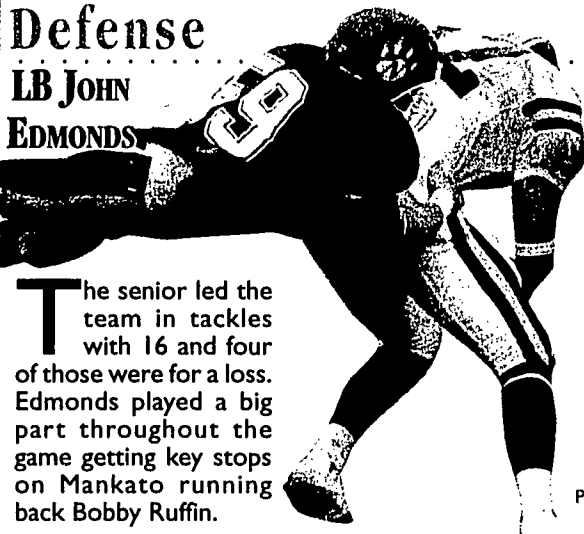 Defense
LB JOHN
EDMONDS
9
The senior led the
team in tackles
with 16 and four
of those were for a loss.
Edmonds played a big
part throughout the
game getting key stops
on Mankato running
back Bobby Ruffin.
P